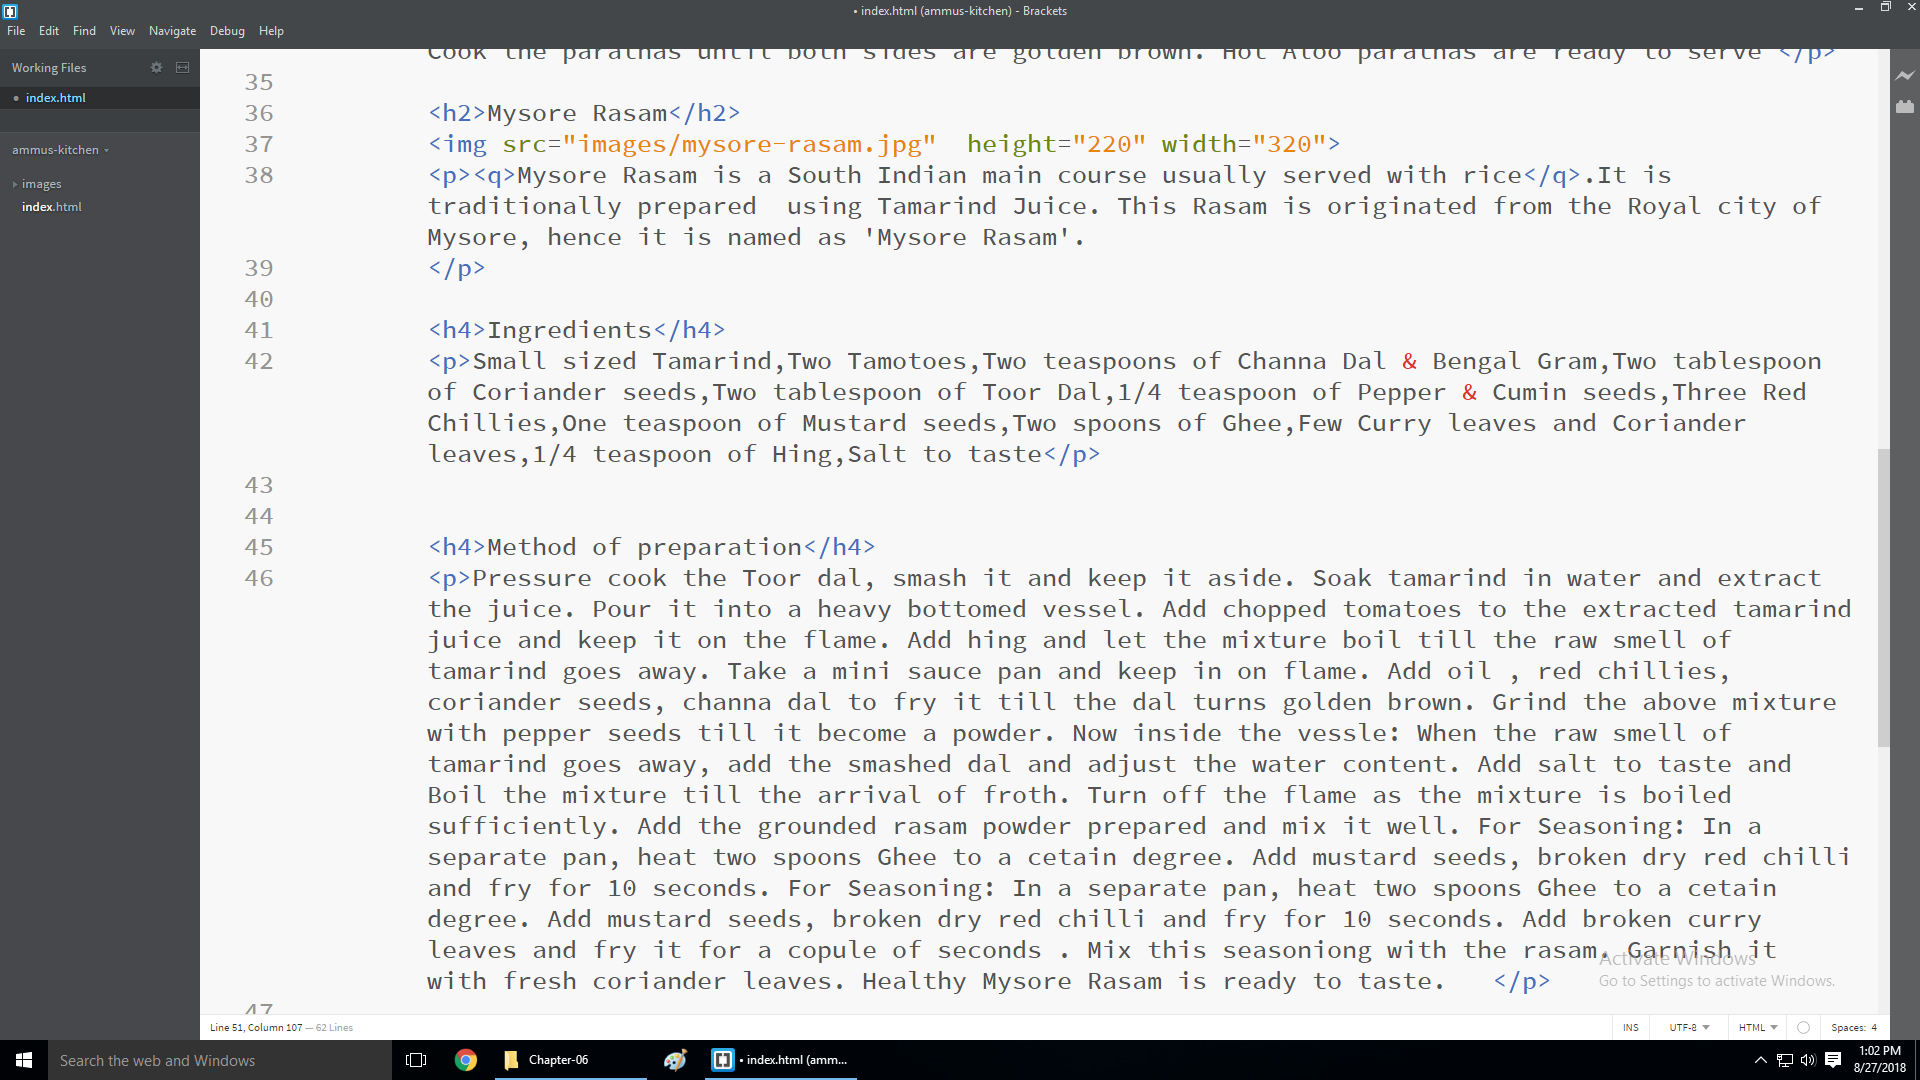 • index.html (ammus-kitchen) - Brackets
File Edit Find View Navigate Debug Help
Working Files
• index.html
ammus-kitchen
images
index.html
Cook the parathas until both sides are golden brown. Hot Aloo parathas are ready to serve </p>
35
36 <h2>Mysore Rasam</h2>
37 <img src="images/mysore-rasam.jpg"  height="220" width="320">
38 <p><q>Mysore Rasam is a South Indian main course usually served with rice</q>.It is
traditionally prepared  using Tamarind Juice. This Rasam is originated from the Royal city of
Mysore, hence it is named as 'Mysore Rasam'.
39 </p>
40
41 <h4>Ingredients</h4>
42 <p>Small sized Tamarind,Two Tamotoes,Two teaspoons of Channa Dal & Bengal Gram,Two tablespoon
of Coriander seeds,Two tablespoon of Toor Dal,1/4 teaspoon of Pepper & Cumin seeds,Three Red
Chillies,One teaspoon of Mustard seeds,Two spoons of Ghee,Few Curry leaves and Coriander
leaves,1/4 teaspoon of Hing,Salt to taste</p>
43
44
45 <h4>Method of preparation</h4>
46 <p>Pressure cook the Toor dal, smash it and keep it aside. Soak tamarind in water and extract
the juice. Pour it into a heavy bottomed vessel. Add chopped tomatoes to the extracted tamarind
juice and keep it on the flame. Add hing and let the mixture boil till the raw smell of
tamarind goes away. Take a mini sauce pan and keep in on flame. Add oil , red chillies,
coriander seeds, channa dal to fry it till the dal turns golden brown. Grind the above mixture
with pepper seeds till it become a powder. Now inside the vessle: When the raw smell of
tamarind goes away, add the smashed dal and adjust the water content. Add salt to taste and
Boil the mixture till the arrival of froth. Turn off the flame as the mixture is boiled
sufficiently. Add the grounded rasam powder prepared and mix it well. For Seasoning: In a
separate pan, heat two spoons Ghee to a cetain degree. Add mustard seeds, broken dry red chilli
and fry for 10 seconds. For Seasoning: In a separate pan, heat two spoons Ghee to a cetain
degree. Add mustard seeds, broken dry red chilli and fry for 10 seconds. Add broken curry
leaves and fry it for a copule of seconds . Mix this seasoniong with the rasam. Garnish it
with fresh coriander leaves. Healthy Mysore Rasam is ready to taste.   </p>
47
Activate Windows
Go to Settings to activate Windows.
Line 51, Column 107 — 62 Lines
INS UTF-8 HTML Spaces: 4
Search the web and Windows
Chapter-06
• index.html (amm...
1:02 PM
8/27/2018